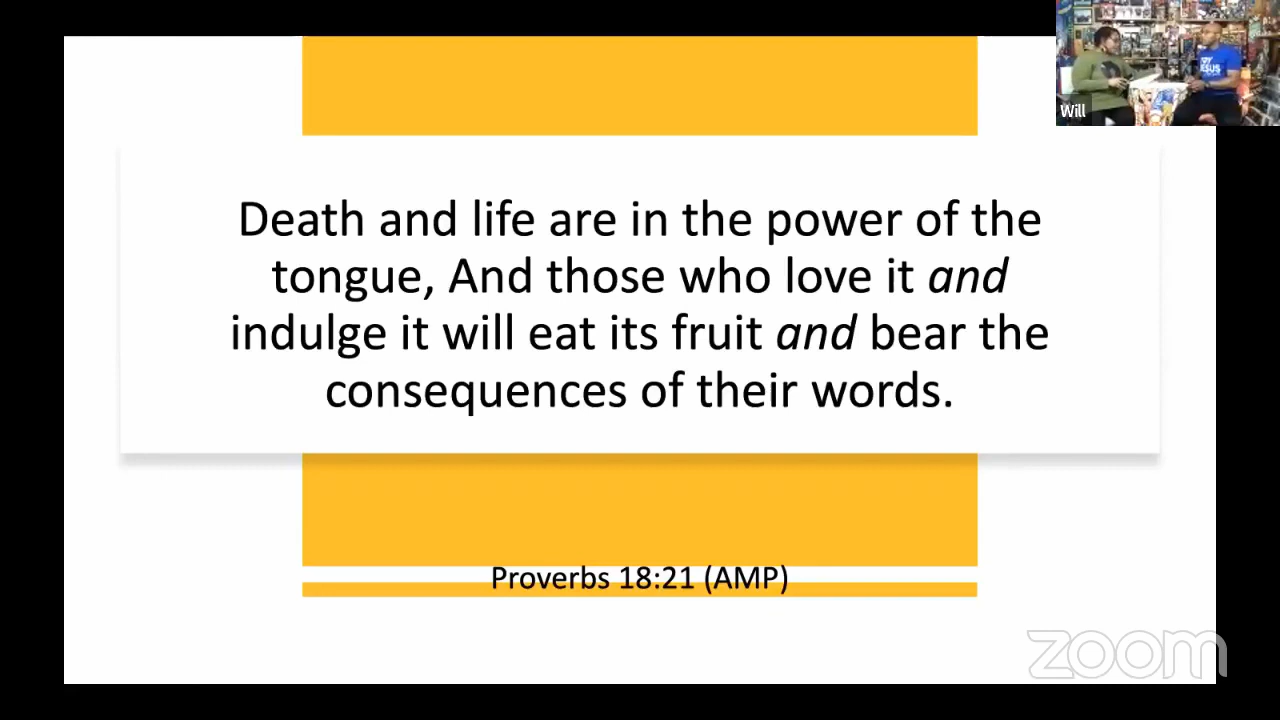 Will
Death and life are in the power of the
tongue, And those who love it and
indulge it will eat its fruit and bear the
consequences of their words.
Proverbs 18:21 (AMP)
zoom